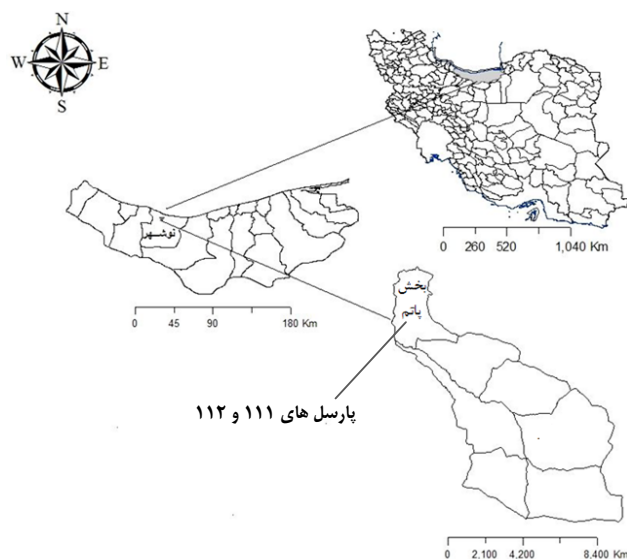 N
W E
S
0 260 520 1,040 Km
نوشهر
0 45 90 180 Km
بخش
پاتم
پارسل های ۱۱۱ و ۱۱۲
0 2,100 4,200 8,400 Km